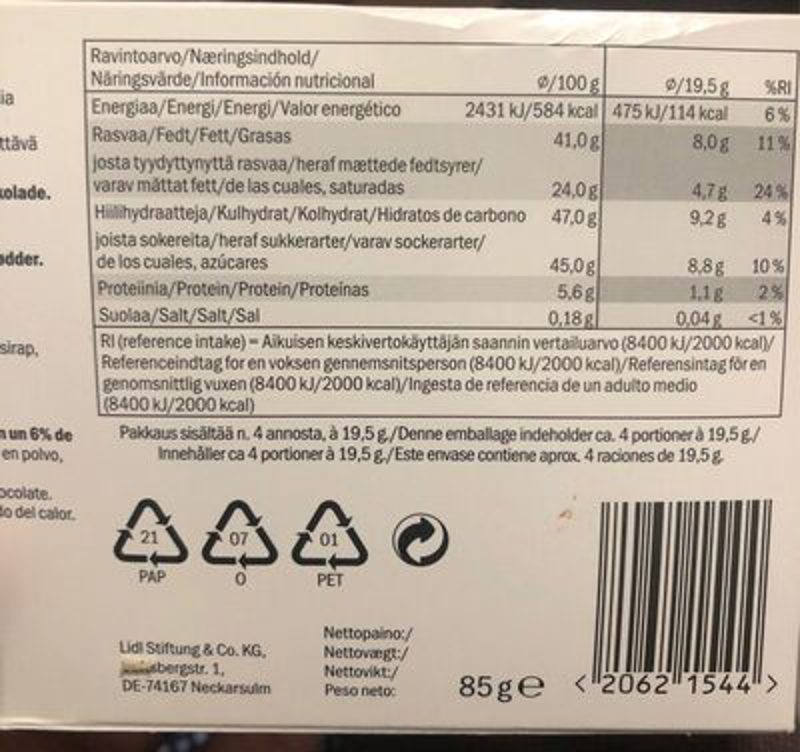 Ravintoarvo/Næringsindhold/
Näringsvärde/Información nutricional ø/100 g ø/19,5 g %RI
Energiaa/Energi/Energi/Valor energético 2431 kJ/584 kcal 475 kJ/114 kcal 6 %
Rasvaa/Fedt/Fett/Grasas 41,0 g 8,0 g 11 %
josta tyydyttynyttä rasvaa/heraf mættede fedtsyrer/
varav mättat fett/de las cuales, saturadas 24,0 g 4,7 g 24 %
Hiilihydraatteja/Kulhydrat/Kolhydrat/Hidratos de carbono 47,0 g 9,2 g 4 %
joista sokereita/heraf sukkerarter/varav sockerarter/
de los cuales, azúcares 45,0 g 8,8 g 10 %
Proteiinia/Protein/Protein/Proteínas 5,6 g 1,1 g 2 %
Suolaa/Salt/Salt/Sal 0,18 g 0,04 g <1 %
RI (reference intake) = Aikuisen keskivertokäyttäjän saannin vertailuarvo (8400 kJ/2000 kcal)/
Referenceindtag for en voksen gennemsnitsperson (8400 kJ/2000 kcal)/Referensintag för en
genomsnittlig vuxen (8400 kJ/2000 kcal)/Ingesta de referencia de un adulto medio
(8400 kJ/2000 kcal)
Pakkaus sisältää n. 4 annosta, à 19,5 g./Denne emballage indeholder ca. 4 portioner à 19,5 g./
Innehåller ca 4 portioner à 19,5 g./Este envase contiene aprox. 4 raciones de 19,5 g.
ia
ttävä
kolade.
ødder.
sirap,
n un 6% de
en polvo,
ocolate.
do del calor.
21 07 01
PAP O PET
Lidl Stiftung & Co. KG,
sbergstr. 1,
DE-74167 Neckarsulm
Nettopaino:/
Nettovægt:/
Nettovikt:/
Peso neto:
85 g e
< 2062 1544 >